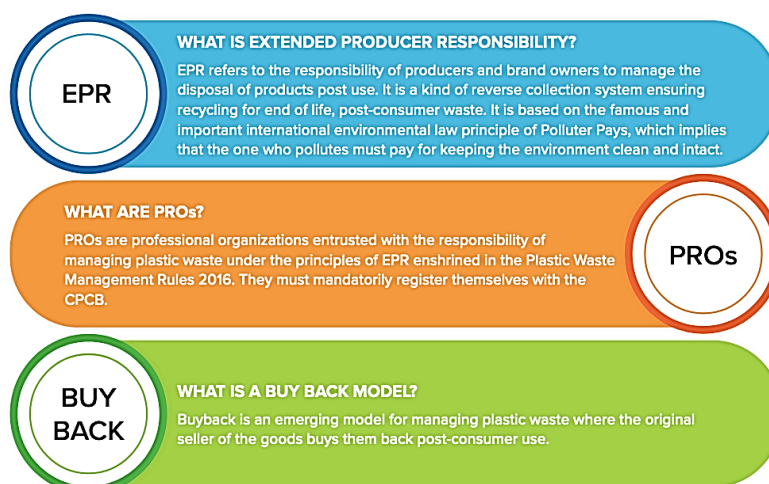 EPR
WHAT IS EXTENDED PRODUCER RESPONSIBILITY?
EPR refers to the responsibility of producers and brand owners to manage the
disposal of products post use. It is a kind of reverse collection system ensuring
recycling for end of life, post-consumer waste. It is based on the famous and
important international environmental law principle of Polluter Pays, which implies
that the one who pollutes must pay for keeping the environment clean and intact.
WHAT ARE PROs?
PROs are professional organizations entrusted with the responsibility of
managing plastic waste under the principles of EPR enshrined in the Plastic Waste
Management Rules 2016. They must mandatorily register themselves with the
CPCB.
PROs
BUY
BACK
WHAT IS A BUY BACK MODEL?
Buyback is an emerging model for managing plastic waste where the original
seller of the goods buys them back post-consumer use.